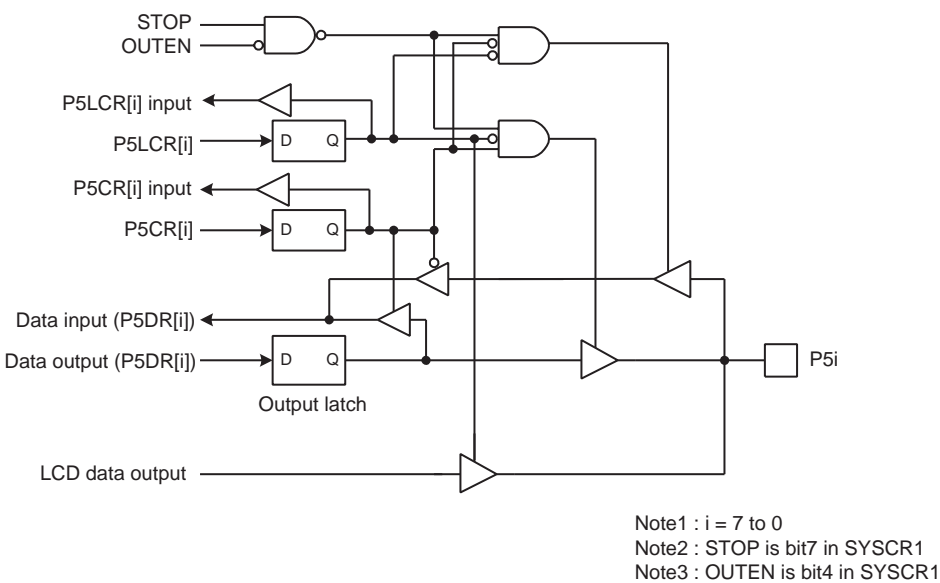 STOP
OUTEN
P5LCR[i] input
P5LCR[i]
D Q
P5CR[i] input
P5CR[i]
D Q
Data input (P5DR[i])
Data output (P5DR[i])
D Q
P5i
Output latch
LCD data output
Note1 : i = 7 to 0
Note2 : STOP is bit7 in SYSCR1
Note3 : OUTEN is bit4 in SYSCR1